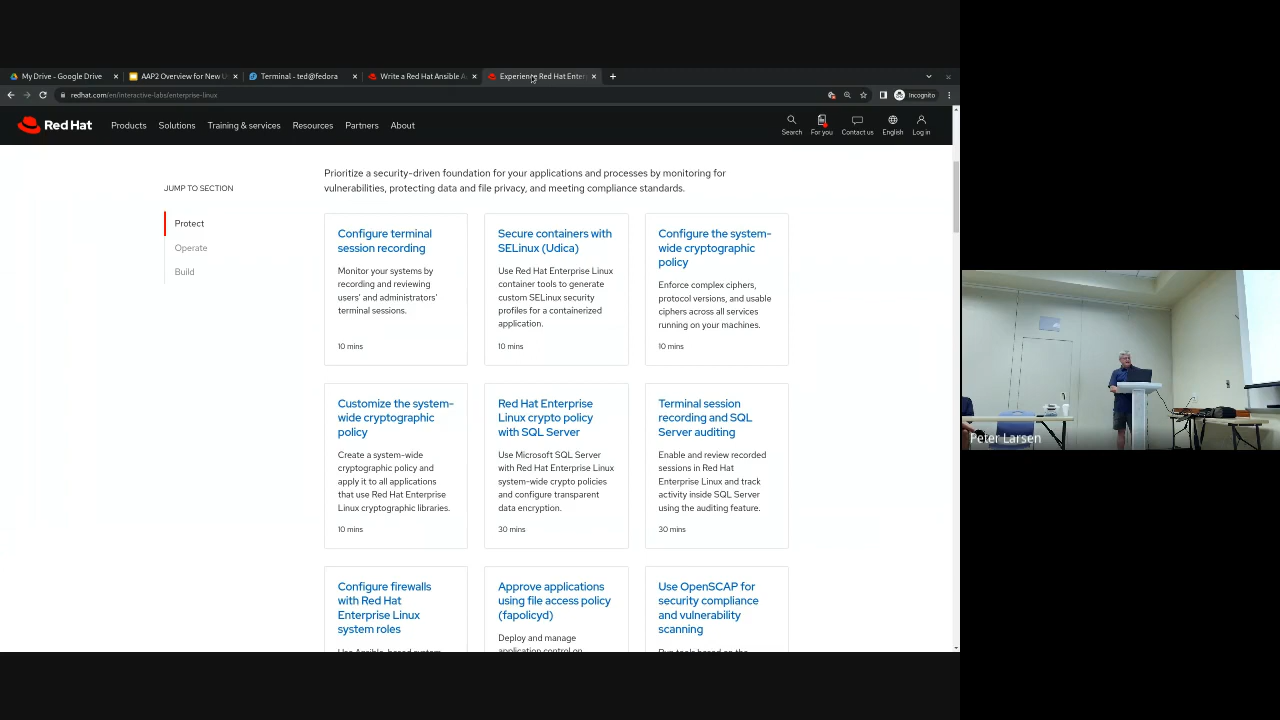 My Drive - Google Drive
AAP2 Overview for New U
Terminal - ted@fedora
Write a Red Hat Ansible A
Experience Red Hat Enter
redhat.com/en/interactive-labs/enterprise-linux
Incognito
Red Hat
Products
Solutions
Training & services
Resources
Partners
About
Search
For you
Contact us
English
Log in
JUMP TO SECTION
Protect
Operate
Build
Prioritize a security-driven foundation for your applications and processes by monitoring for
vulnerabilities, protecting data and file privacy, and meeting compliance standards.
Configure terminal
session recording
Monitor your systems by
recording and reviewing
users' and administrators'
terminal sessions.
10 mins
Secure containers with
SELinux (Udica)
Use Red Hat Enterprise Linux
container tools to generate
custom SELinux security
profiles for a containerized
application.
10 mins
Configure the system-
wide cryptographic
policy
Enforce complex ciphers,
protocol versions, and usable
ciphers across all services
running on your machines.
10 mins
Customize the system-
wide cryptographic
policy
Create a system-wide
cryptographic policy and
apply it to all applications
that use Red Hat Enterprise
Linux cryptographic libraries.
10 mins
Red Hat Enterprise
Linux crypto policy
with SQL Server
Use Microsoft SQL Server
with Red Hat Enterprise Linux
system-wide crypto policies
and configure transparent
data encryption.
30 mins
Terminal session
recording and SQL
Server auditing
Enable and review recorded
sessions in Red Hat
Enterprise Linux and track
activity inside SQL Server
using the auditing feature.
30 mins
Configure firewalls
with Red Hat
Enterprise Linux
system roles
Approve applications
using file access policy
(fapolicyd)
Deploy and manage
application control on
Use OpenSCAP for
security compliance
and vulnerability
scanning
Peter Larsen